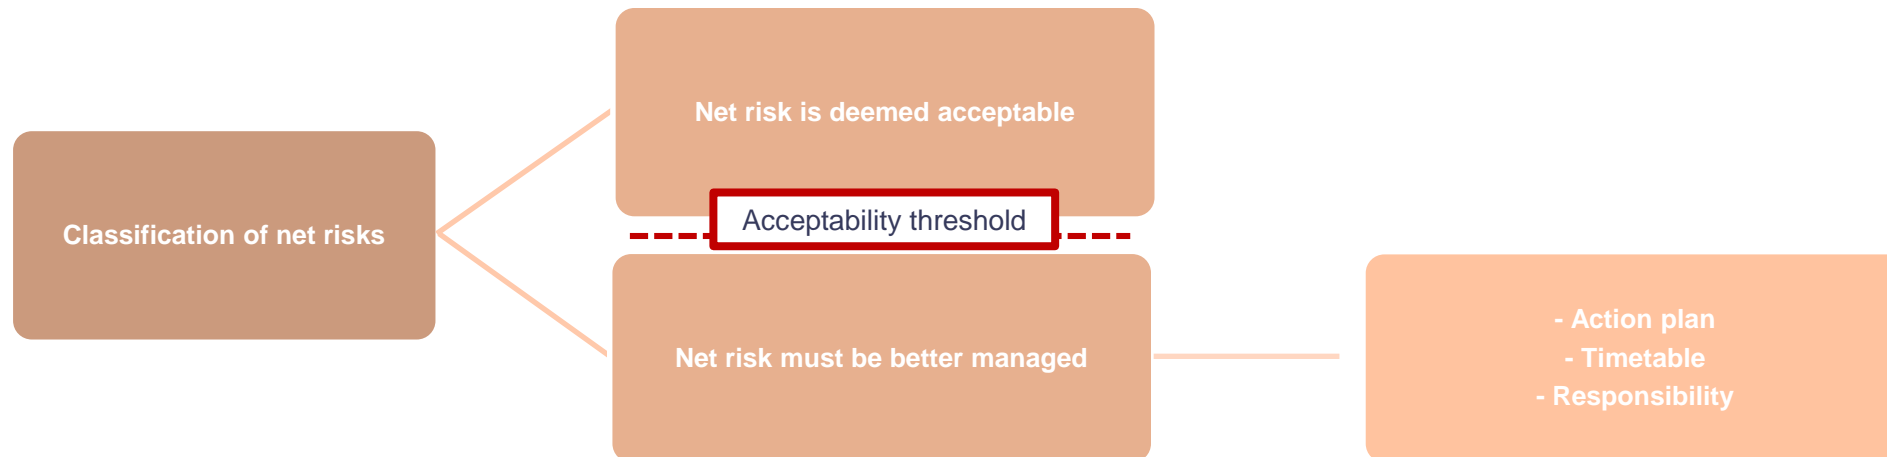 Classification of net risks
Net risk is deemed acceptable
Acceptability threshold
Net risk must be better managed
- Action plan
- Timetable
- Responsibility